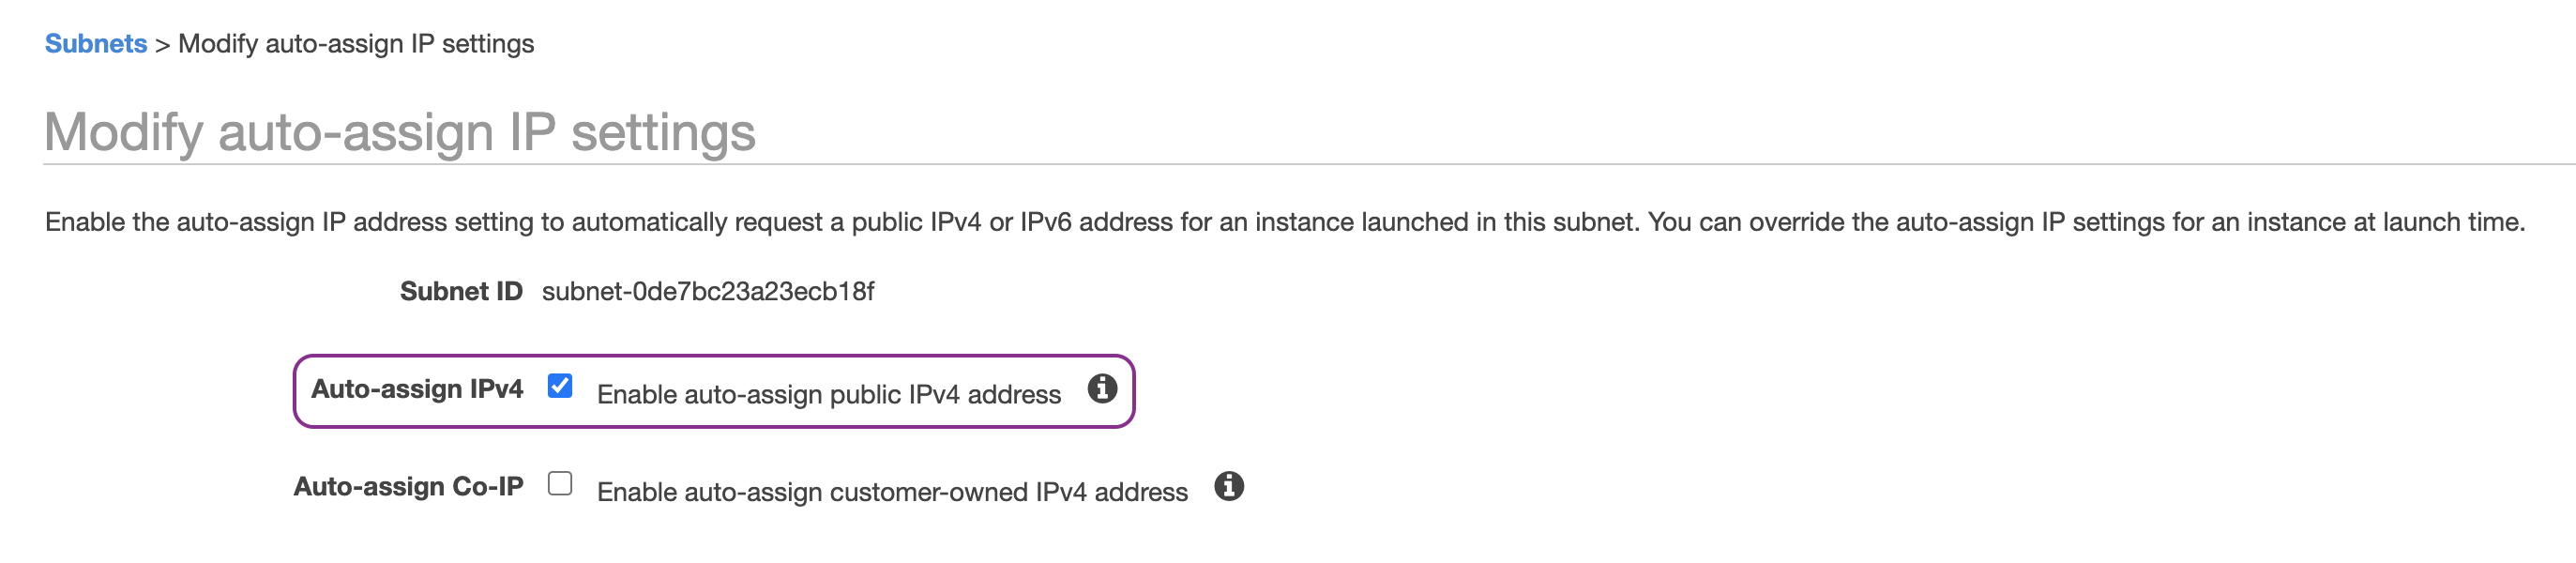 Subnets > Modify auto-assign IP settings
Modify auto-assign IP settings
Enable the auto-assign IP address setting to automatically request a public IPv4 or IPv6 address for an instance launched in this subnet. You can override the auto-assign IP settings for an instance at launch time.
Subnet ID subnet-0de7bc23a23ecb18f
Auto-assign IPv4 Enable auto-assign public IPv4 address
Auto-assign Co-IP Enable auto-assign customer-owned IPv4 address